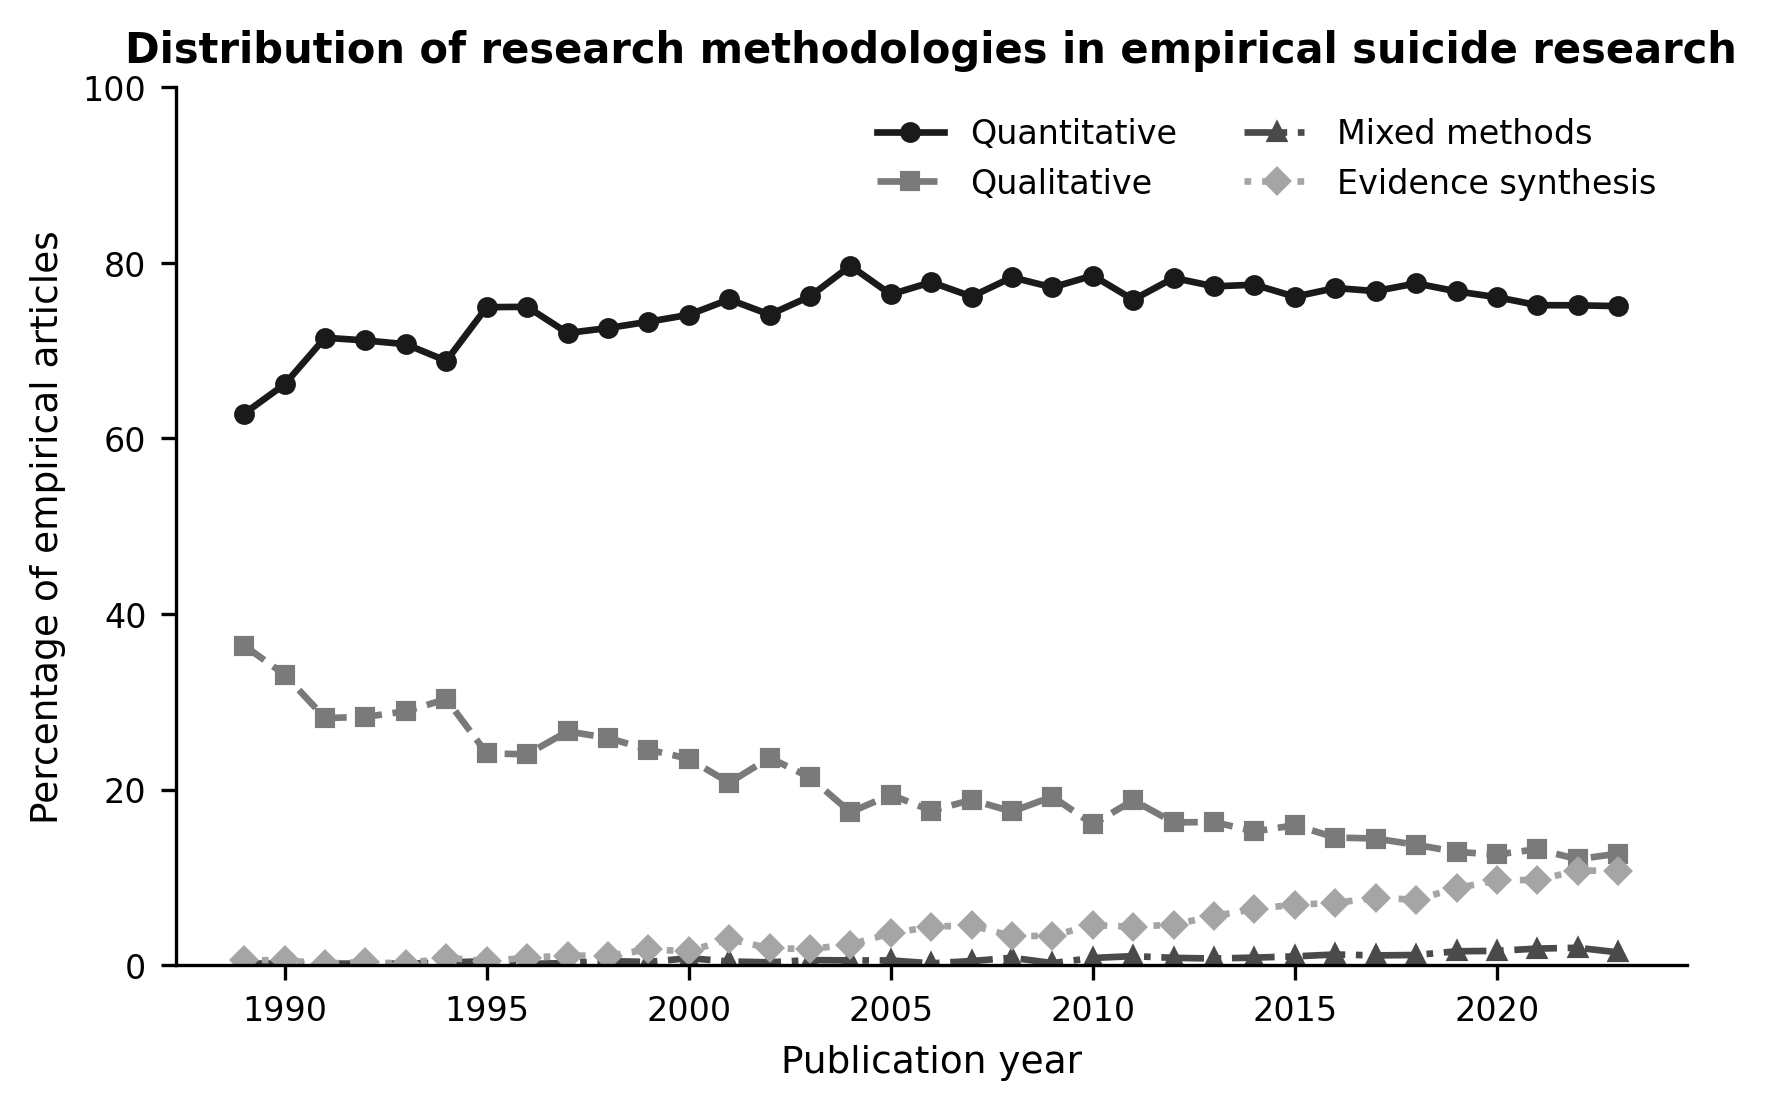 Distribution of research methodologies in empirical suicide research
Quantitative
Qualitative
Mixed methods
Evidence synthesis
Percentage of empirical articles
100
80
60
40
20
0
1990 1995 2000 2005 2010 2015 2020
Publication year